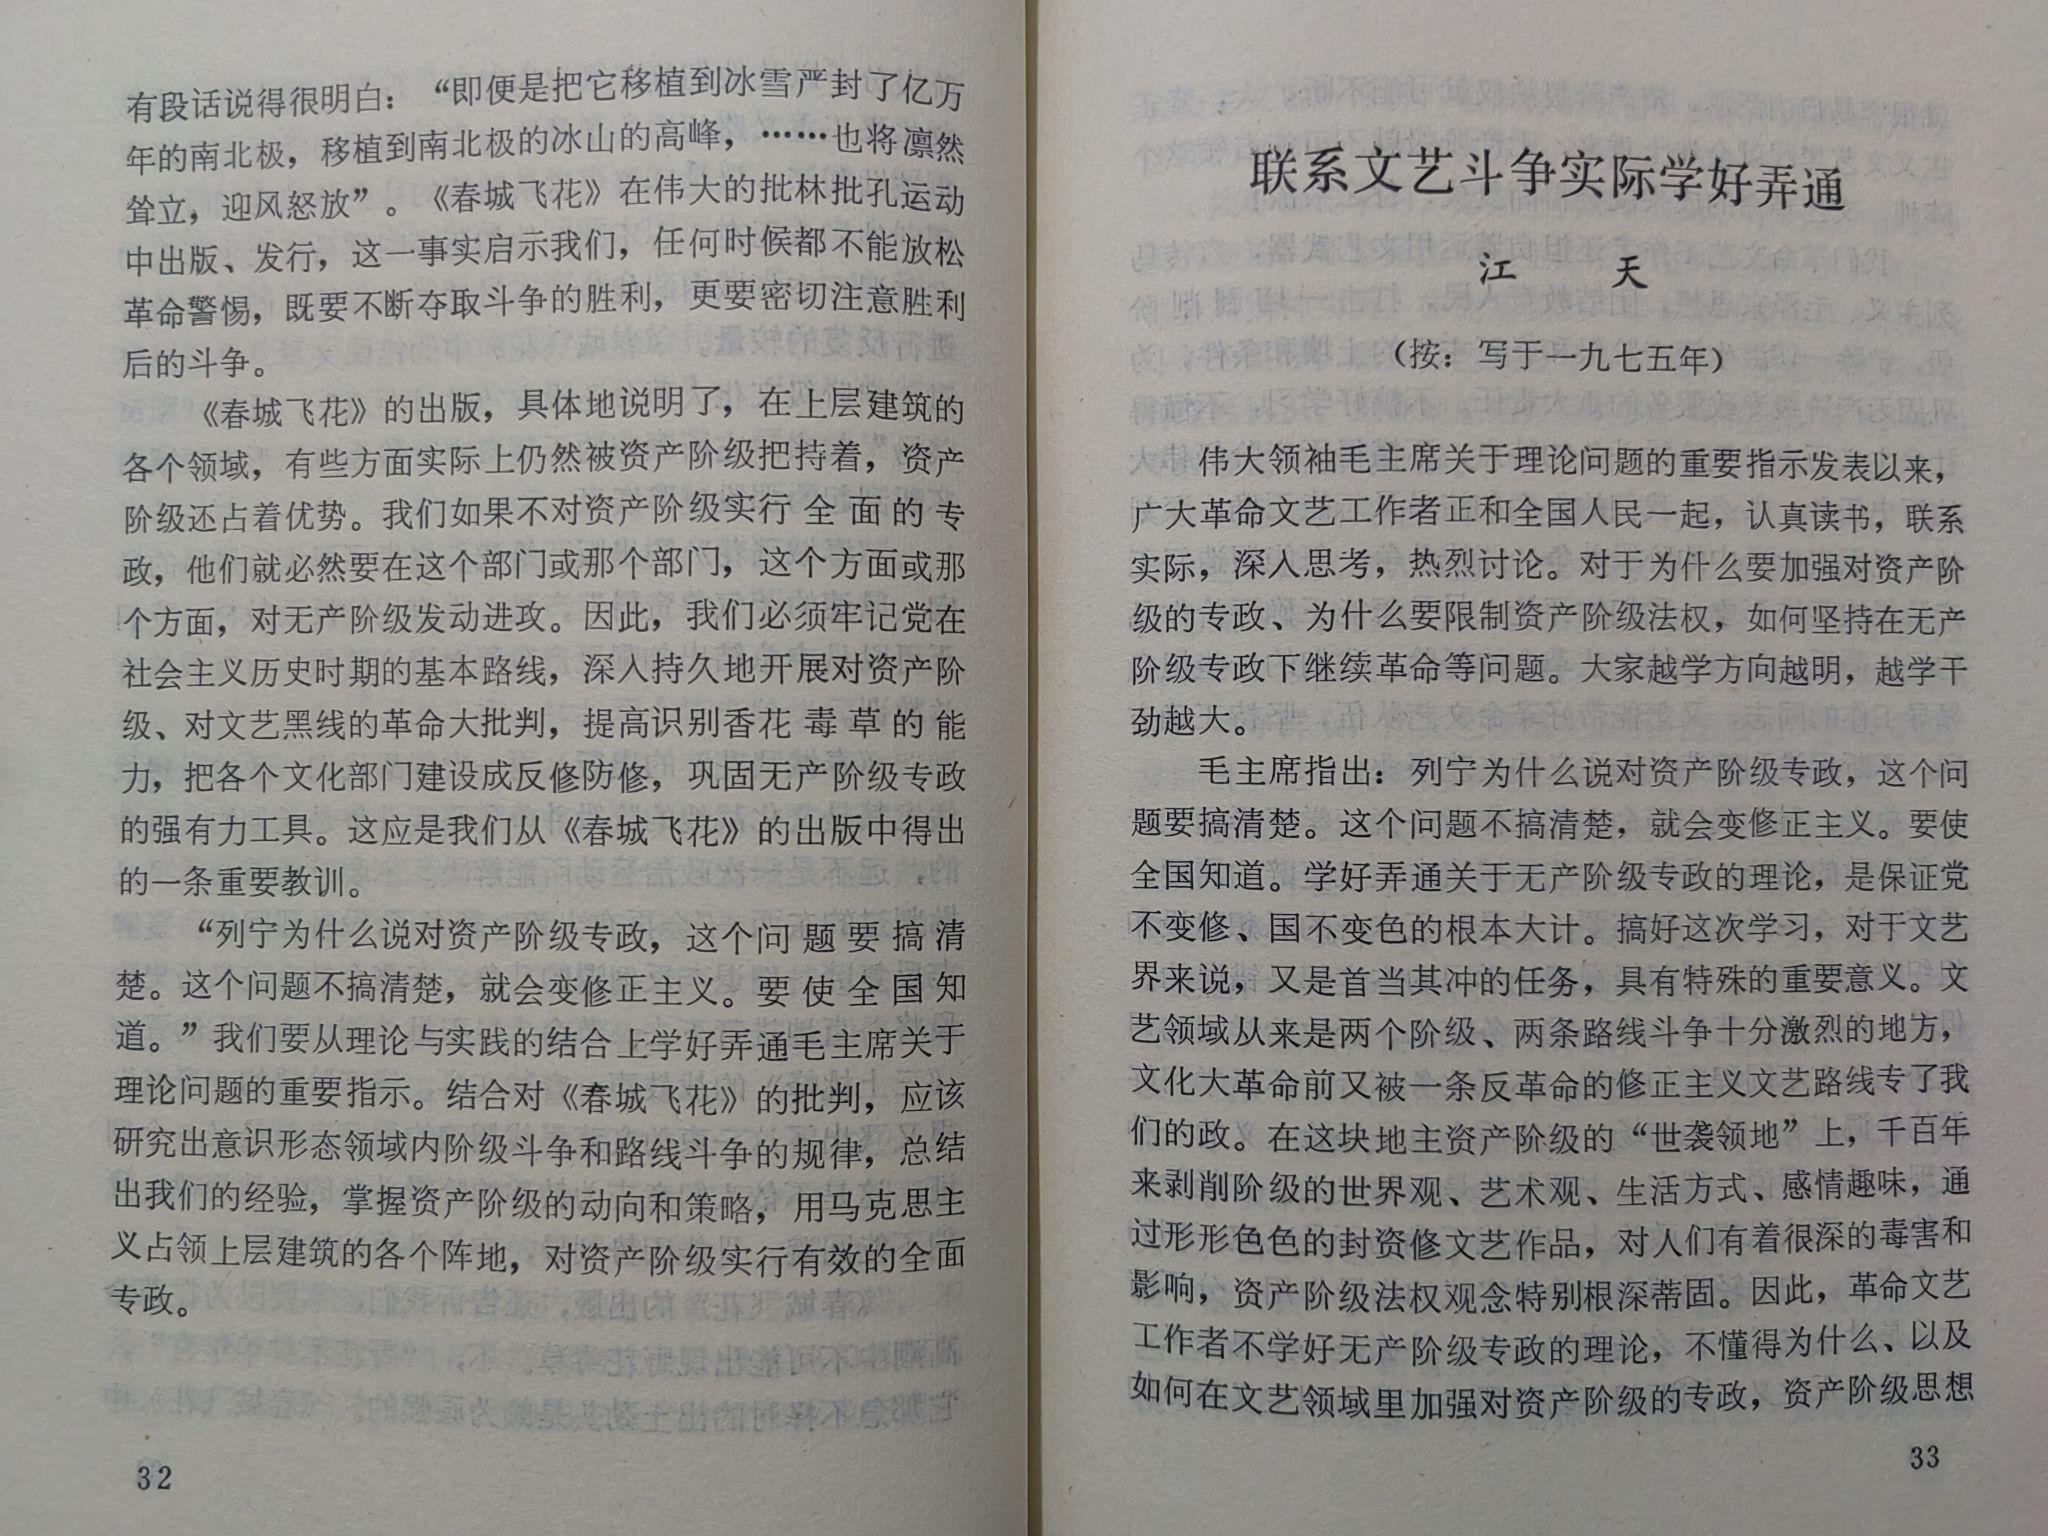 有段话说得很明白：“即便是把它移植到冰雪严封了亿万
年的南北极，移植到南北极的冰山的高峰，……也将凛然
耸立，迎风怒放”。《春城飞花》在伟大的批林批孔运动
中出版、发行，这一事实启示我们，任何时候都不能放松
革命警惕，既要不断夺取斗争的胜利，更要密切注意胜利
后的斗争。
《春城飞花》的出版，具体地说明了，在上层建筑的
各个领域，有些方面实际上仍然被资产阶级把持着，资产
阶级还占着优势。我们如果不对资产阶级实行全面的专
政，他们就必然要在这个部门或那个部门，这个方面或那
个方面，对无产阶级发动进攻。因此，我们必须牢记党在
社会主义历史时期的基本路线，深入持久地开展对资产阶
级、对文艺黑线的革命大批判，提高识别香花毒草的能
力，把各个文化部门建设成反修防修，巩固无产阶级专政
的强有力工具。这应是我们从《春城飞花》的出版中得出
的一条重要教训。
“列宁为什么说对资产阶级专政，这个问题要搞清
楚。这个问题不搞清楚，就会变修正主义。要使全国知
道。”我们要从理论与实践的结合上学好弄通毛主席关于
理论问题的重要指示。结合对《春城飞花》的批判，应该
研究出意识形态领域内阶级斗争和路线斗争的规律，总结
出我们的经验，掌握资产阶级的动向和策略，用马克思主
义占领上层建筑的各个阵地，对资产阶级实行有效的全面
专政。
32
联系文艺斗争实际学好弄通
江 天
（按：写于一九七五年）
伟大领袖毛主席关于理论问题的重要指示发表以来，
广大革命文艺工作者正和全国人民一起，认真读书，联系
实际，深入思考，热烈讨论。对于为什么要加强对资产阶
级的专政、为什么要限制资产阶级法权，如何坚持在无产
阶级专政下继续革命等问题。大家越学方向越明，越学干
劲越大。
毛主席指出：列宁为什么说对资产阶级专政，这个问
题要搞清楚。这个问题不搞清楚，就会变修正主义。要使
全国知道。学好弄通关于无产阶级专政的理论，是保证党
不变修、国不变色的根本大计。搞好这次学习，对于文艺
界来说，又是首当其冲的任务，具有特殊的重要意义。文
艺领域从来是两个阶级、两条路线斗争十分激烈的地方，
文化大革命前又被一条反革命的修正主义文艺路线专了我
们的政。在这块地主资产阶级的“世袭领地”上，千百年
来剥削阶级的世界观、艺术观、生活方式、感情趣味，通
过形形色色的封资修文艺作品，对人们有着很深的毒害和
影响，资产阶级法权观念特别根深蒂固。因此，革命文艺
工作者不学好无产阶级专政的理论，不懂得为什么、以及
如何在文艺领域里加强对资产阶级的专政，资产阶级思想
33